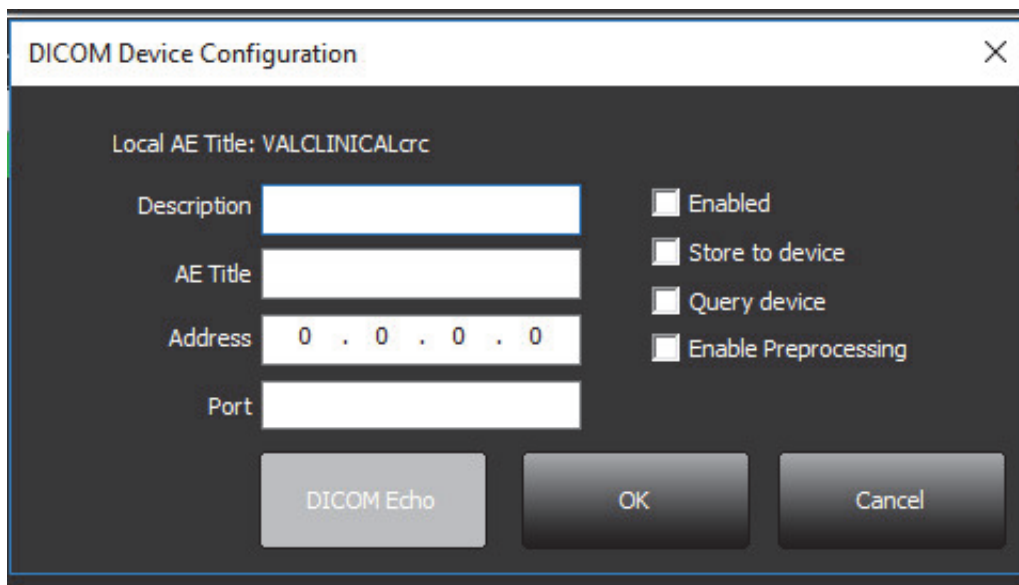 DICOM Device Configuration
Local AE Title: VALCLINICALcrc
Description
Enabled
AE Title
Store to device
Query device
Address 0 . 0 . 0 . 0
Enable Preprocessing
Port
DICOM Echo OK Cancel